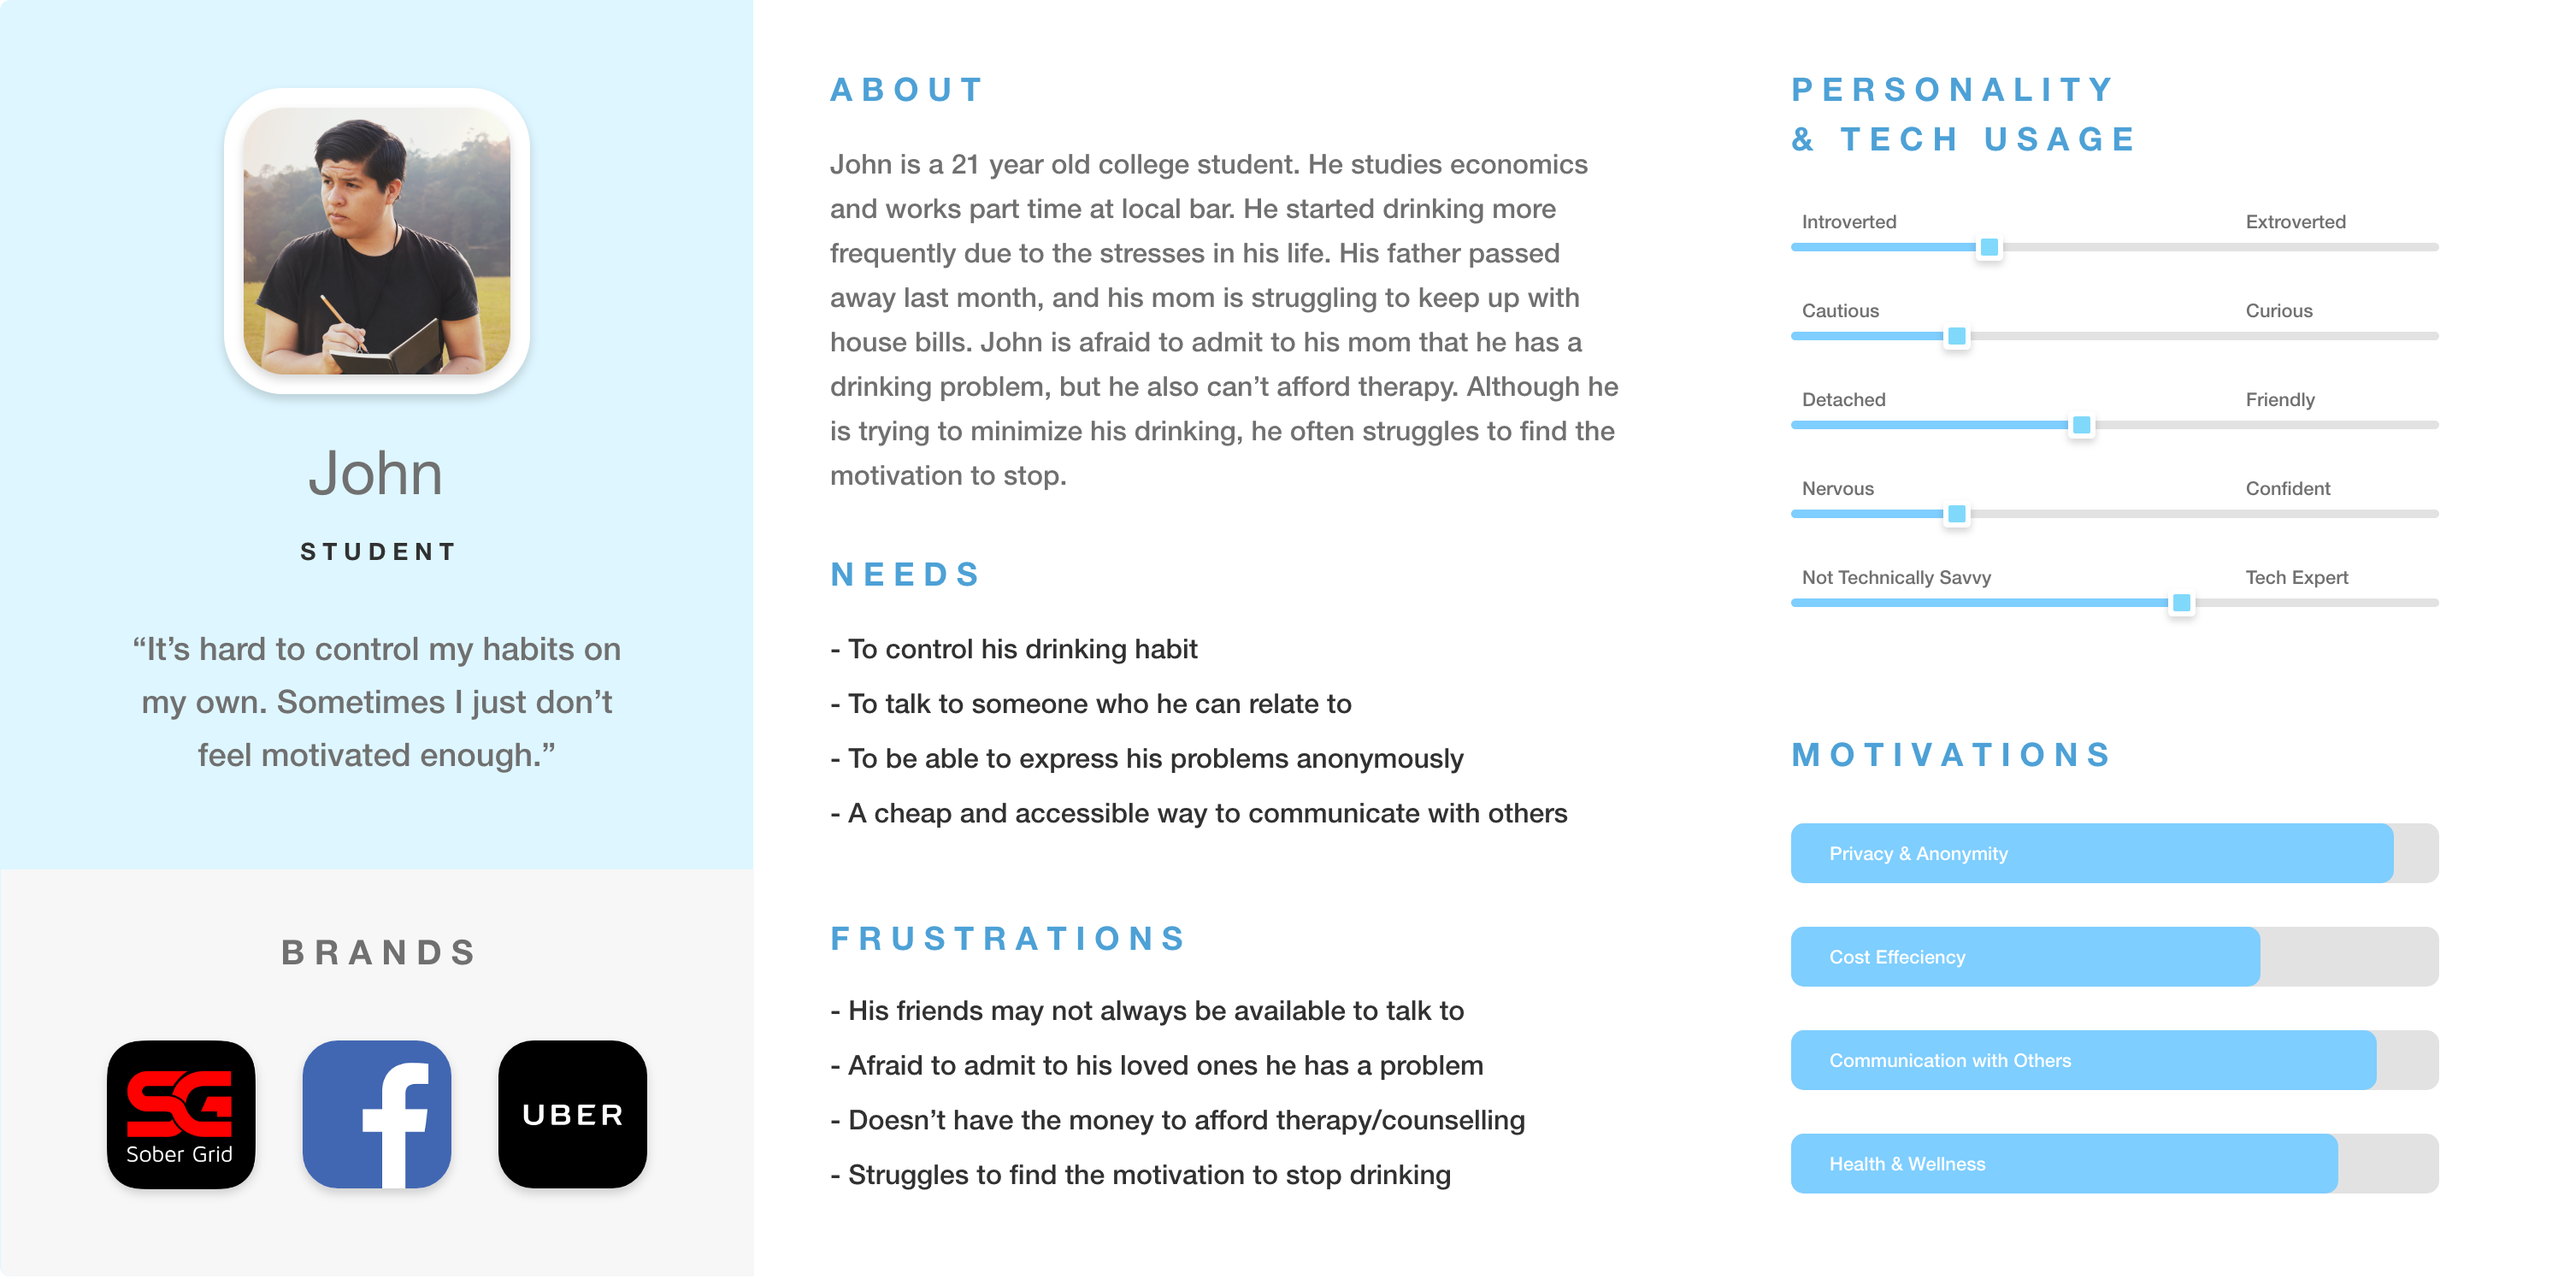 John
STUDENT
“It’s hard to control my habits on
my own. Sometimes I just don’t
feel motivated enough.”
BRANDS
SG
Sober Grid
f
UBER
ABOUT
John is a 21 year old college student. He studies economics
and works part time at local bar. He started drinking more
frequently due to the stresses in his life. His father passed
away last month, and his mom is struggling to keep up with
house bills. John is afraid to admit to his mom that he has a
drinking problem, but he also can’t afford therapy. Although he
is trying to minimize his drinking, he often struggles to find the
motivation to stop.
NEEDS
- To control his drinking habit
- To talk to someone who he can relate to
- To be able to express his problems anonymously
- A cheap and accessible way to communicate with others
FRUSTRATIONS
- His friends may not always be available to talk to
- Afraid to admit to his loved ones he has a problem
- Doesn’t have the money to afford therapy/counselling
- Struggles to find the motivation to stop drinking
PERSONALITY
& TECH USAGE
Introverted Extroverted
Cautious Curious
Detached Friendly
Nervous Confident
Not Technically Savvy Tech Expert
MOTIVATIONS
Privacy & Anonymity
Cost Effeciency
Communication with Others
Health & Wellness